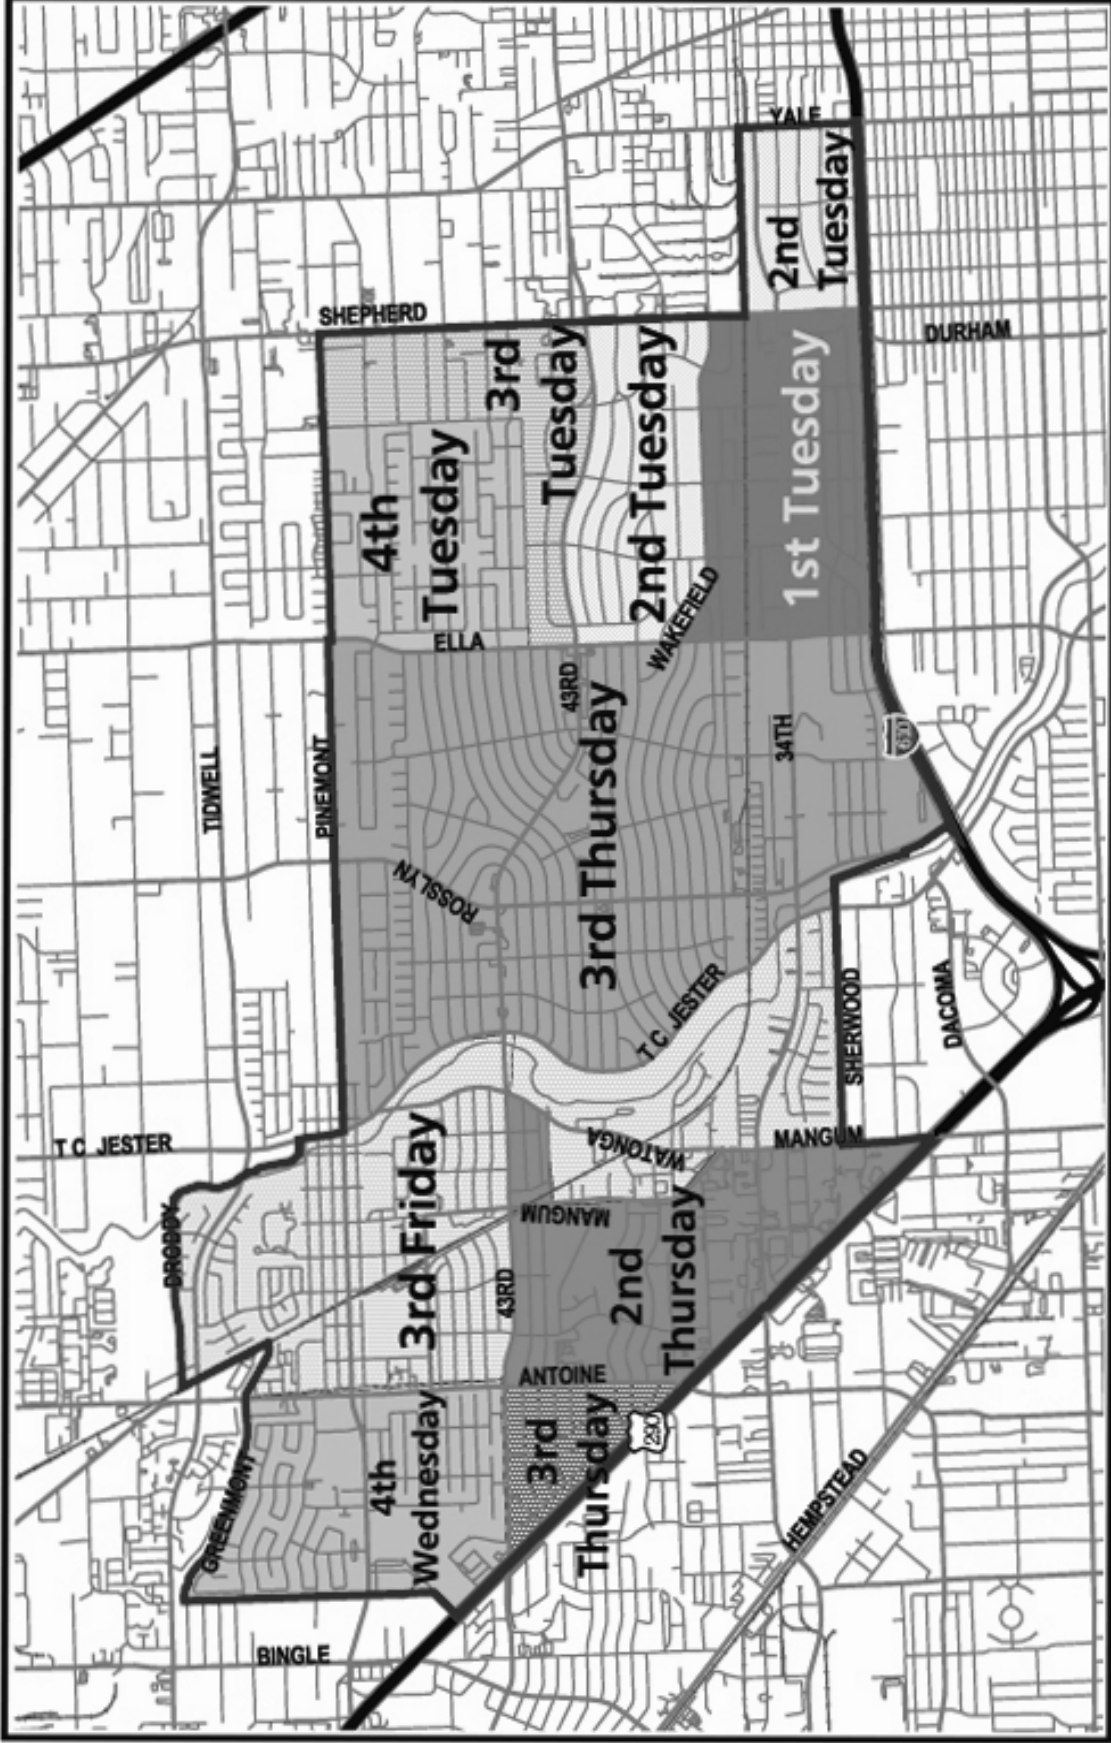 T C JESTER
DRODDY
GREENMONT
TIDWELL
BINGLE
PINEMONT
SHEPHERD
4th
Wednesday
3rd Friday
4th
Tuesday
ROSSLYN
ELLA
3rd
Tuesday
43RD
ANTOINE
MANGUM
3rd
Thursday
43RD
3rd Thursday
2nd
Thursday
WATONGA
290
T C JESTER
WAKEFIELD
2nd Tuesday
MANGUM
34TH
1st Tuesday
2nd
Tuesday
YALE
HEMPSTEAD
SHERWOOD
DACOMA
DURHAM